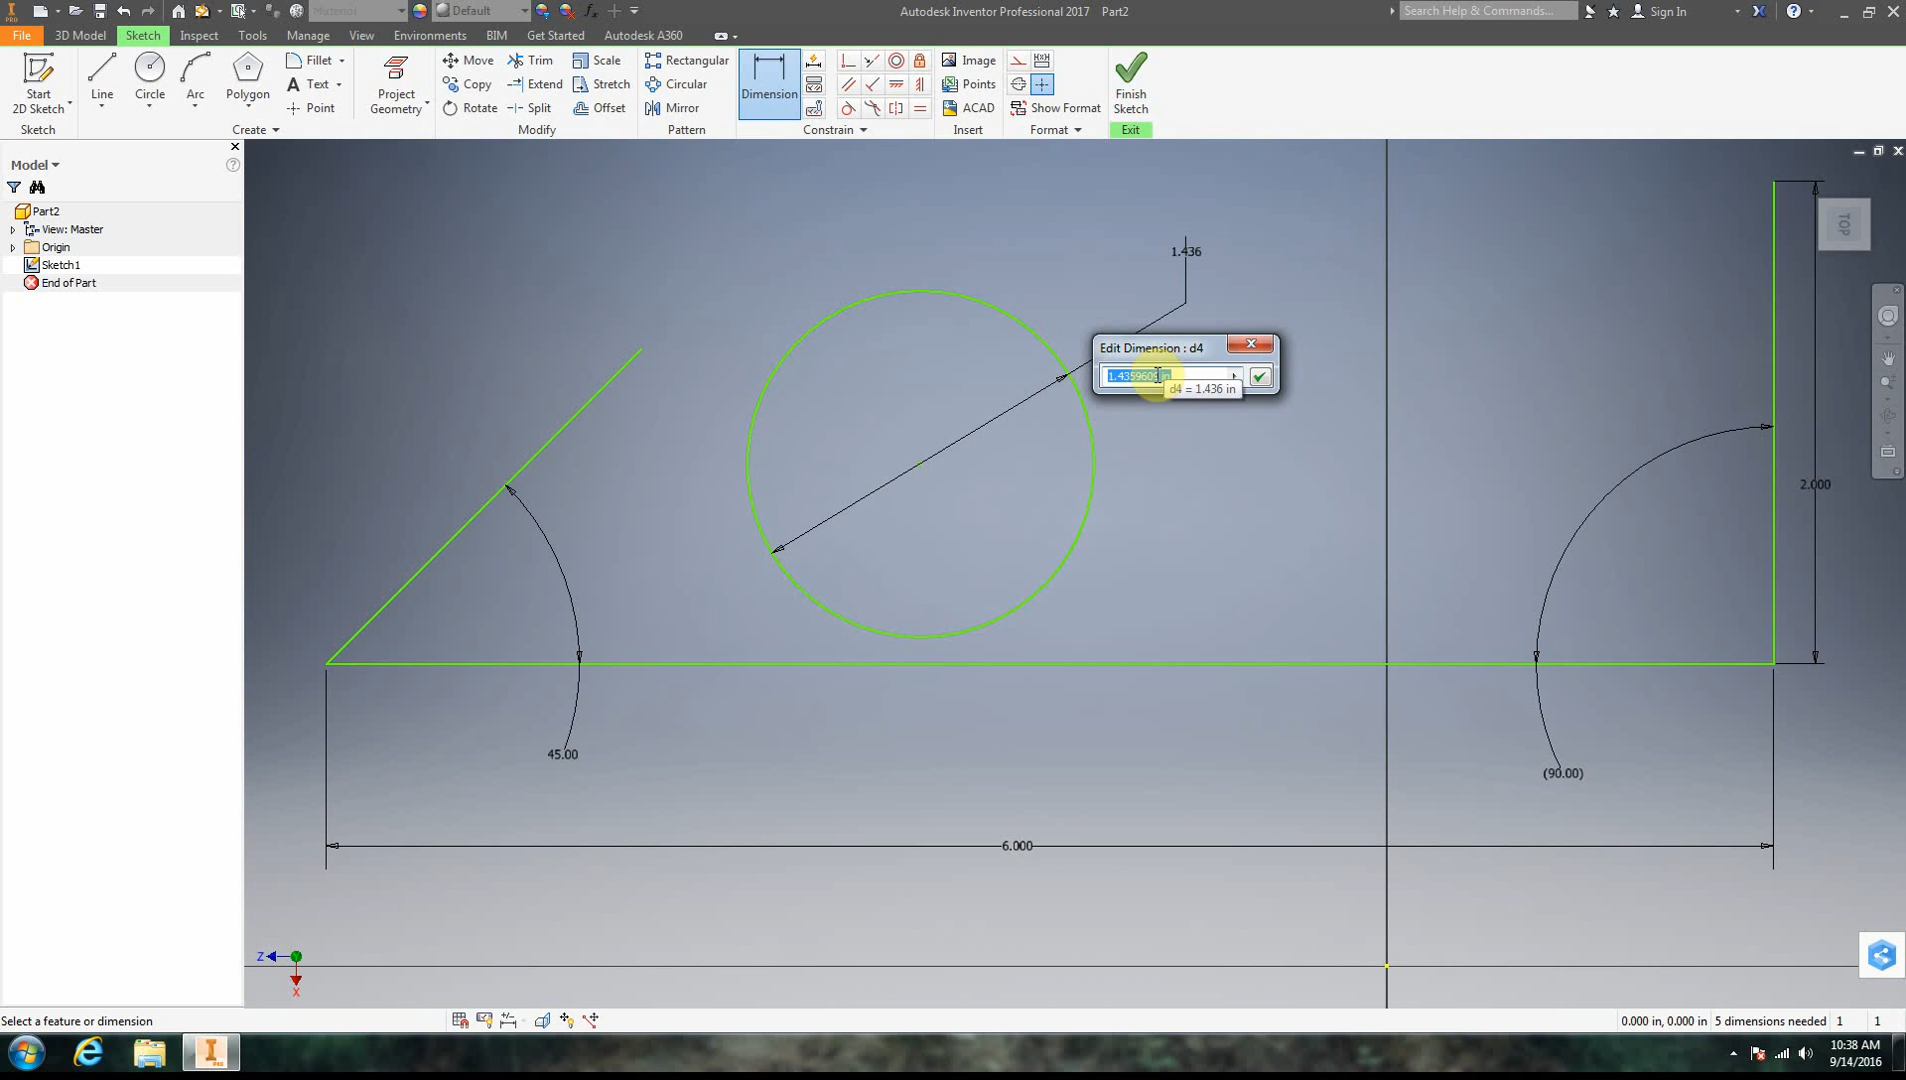 PRO
Material
Default
fx
Autodesk Inventor Professional 2017 Part2
Search Help & Commands...
Sign In
File
3D Model
Sketch
Inspect
Tools
Manage
View
Environments
BIM
Get Started
Autodesk A360
Start
2D Sketch
Line
Circle
Arc
Polygon
Fillet
Text
Point
Project
Geometry
Move
Copy
Rotate
Trim
Extend
Split
Scale
Stretch
Offset
Rectangular
Circular
Mirror
Dimension
Image
Points
ACAD
Show Format
Finish
Sketch
Sketch
Create
Modify
Pattern
Constrain
Insert
Format
Exit
Model
Part2
View: Master
Origin
Sketch1
End of Part
TOP
1.436
Edit Dimension : d4
d4 = 1.436 in
2.000
45.00
(90.00)
6.000
Z
X
Select a feature or dimension
0.000 in, 0.000 in
5 dimensions needed
1
1
10:38 AM
9/14/2016